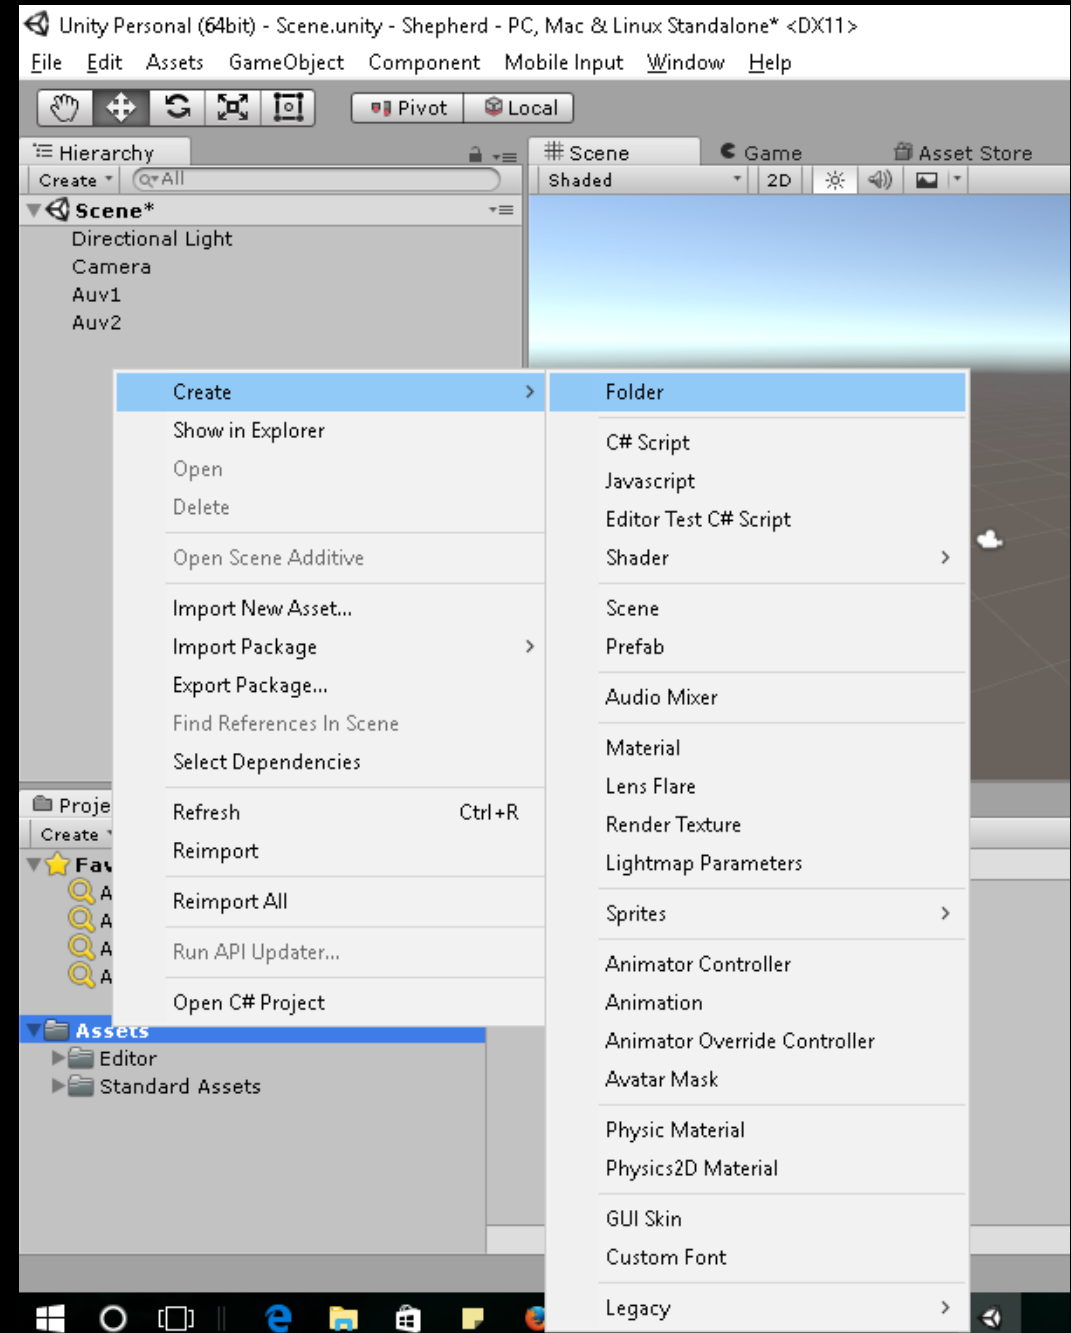 Unity Personal (64bit) - Scene.unity - Shepherd - PC, Mac & Linux Standalone* <DX11>
File Edit Assets GameObject Component Mobile Input Window Help
Pivot Local
Hierarchy
Scene Game Asset Store
Create All
Shaded 2D
Scene*
Directional Light
Camera
Auv1
Auv2
Create
Show in Explorer
Open
Delete
Open Scene Additive
Import New Asset...
Import Package
Export Package...
Find References In Scene
Select Dependencies
Refresh Ctrl+R
Reimport
Reimport All
Run API Updater...
Open C# Project
Folder
C# Script
Javascript
Editor Test C# Script
Shader
Scene
Prefab
Audio Mixer
Material
Lens Flare
Render Texture
Lightmap Parameters
Sprites
Animator Controller
Animation
Animator Override Controller
Avatar Mask
Physic Material
Physics2D Material
GUI Skin
Custom Font
Legacy
Proje
Create
Fav
A
A
A
A
Assets
Editor
Standard Assets